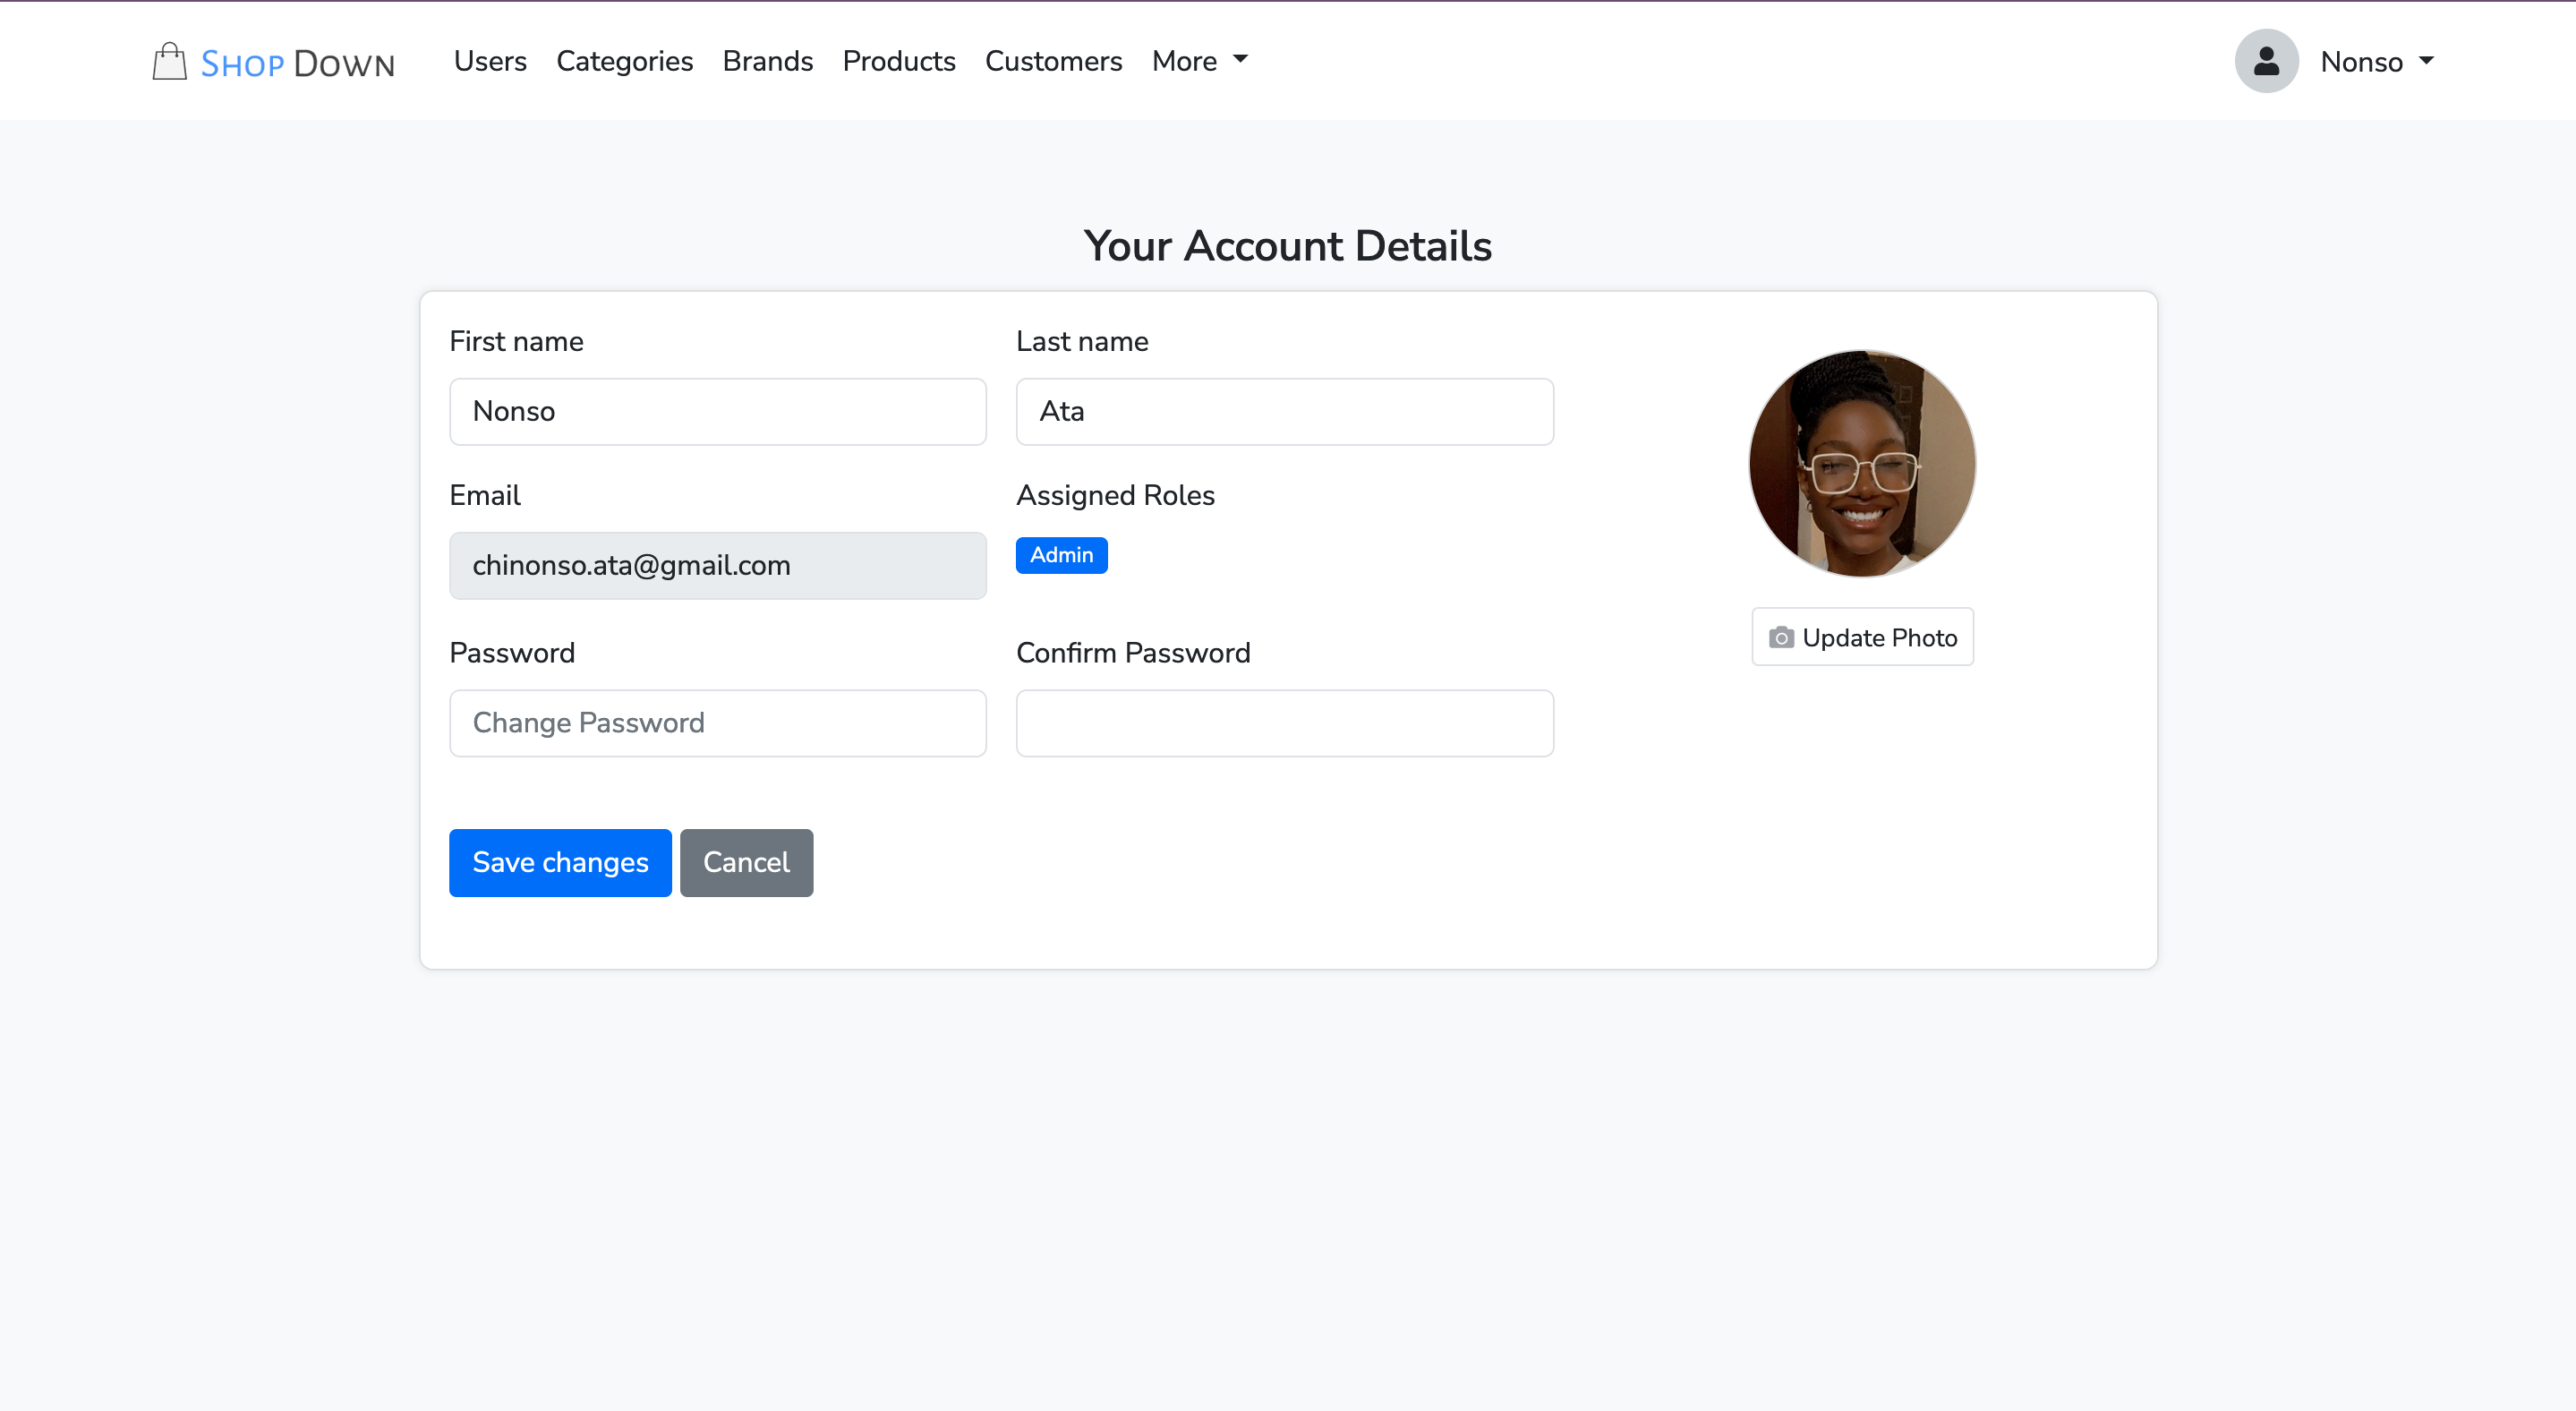 SHOP DOWN Users Categories Brands Products Customers More Nonso
Your Account Details
First name Last name
Nonso Ata
Email Assigned Roles
chinonso.ata@gmail.com Admin
Update Photo
Password Confirm Password
Change Password
Save changes Cancel